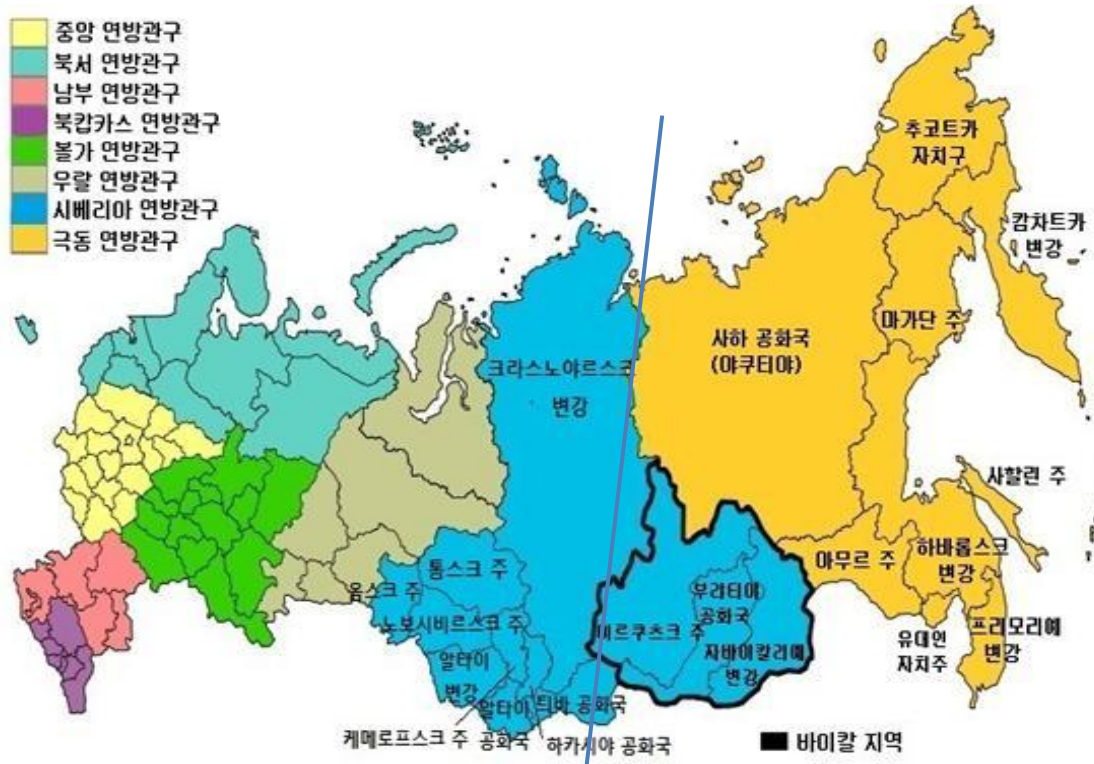 중앙 연방관구
북서 연방관구
남부 연방관구
북캅카스 연방관구
볼가 연방관구
우랄 연방관구
시베리아 연방관구
극동 연방관구
추코트카
자치구
캄차트카
변강
마가단 주
사하 공화국
(야쿠티야)
크라스노야르스크
변강
사할린 주
하바롭스크
변강
아무르 주
유대인
자치주
프리모리예
변강
톰스크 주
옴스크 주
노보시비르스크 주
알타이
변강
알타이
공화국
케메로프스크 주
하카시야 공화국
틔바 공화국
이르쿠츠크 주
부랴티야
공화국
자바이칼리예
변강
바이칼 지역